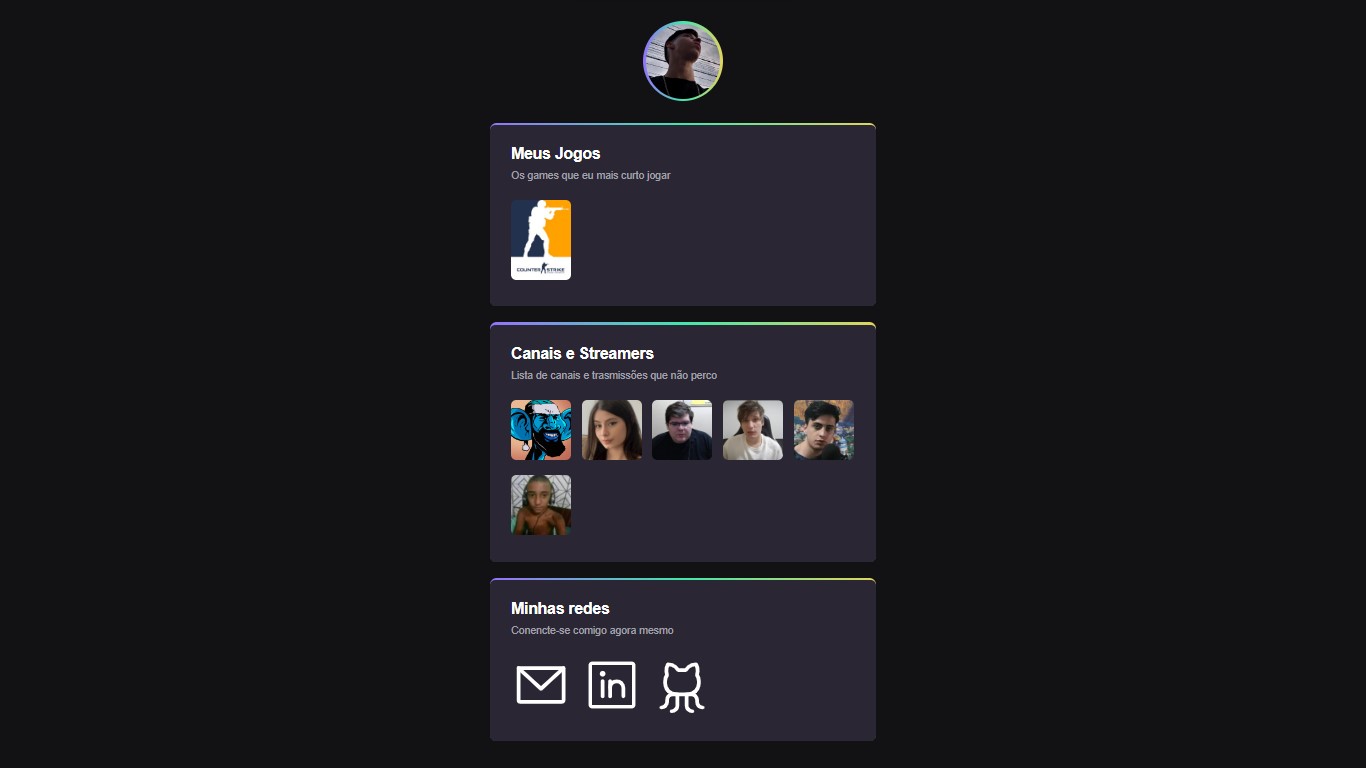 Meus Jogos
Os games que eu mais curto jogar
COUNTER STRIKE
Canais e Streamers
Lista de canais e trasmissões que não perco
Minhas redes
Conencte-se comigo agora mesmo
in